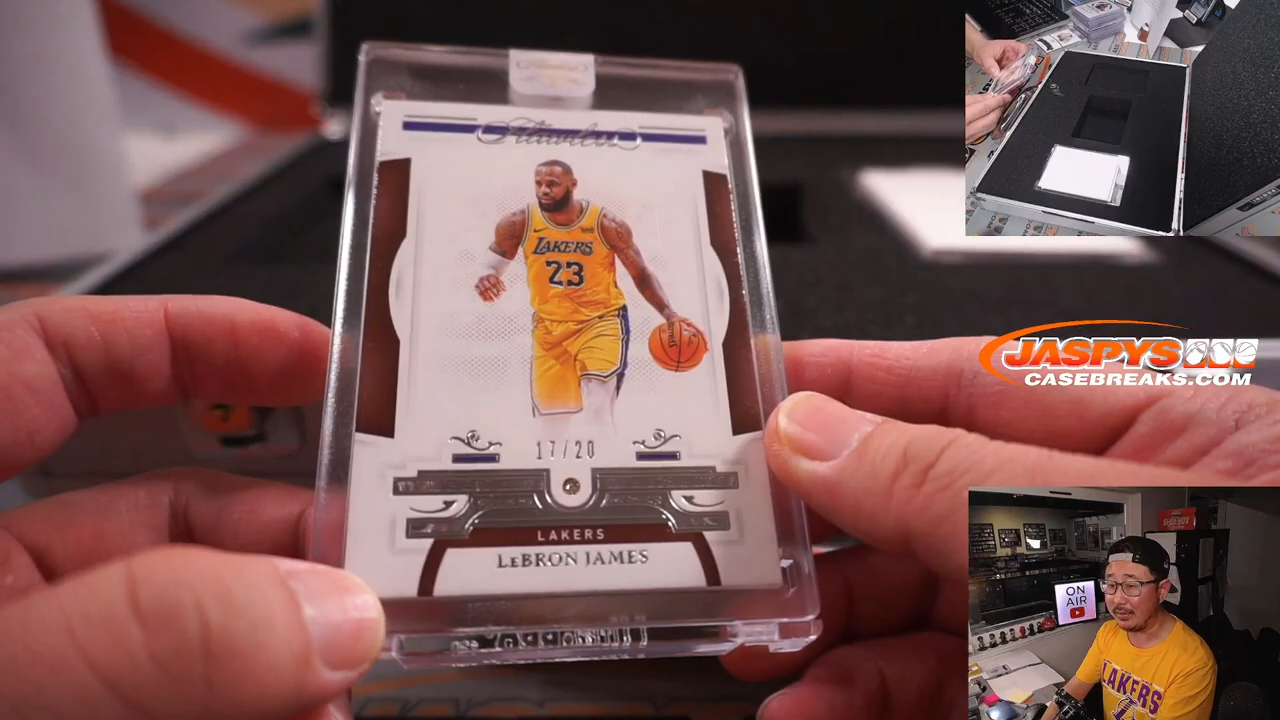 Flawless
LAKERS
23
17/20
LAKERS
LEBRON JAMES
JASPYS
CASEBREAKS.COM
ON
AIR
LAKERS